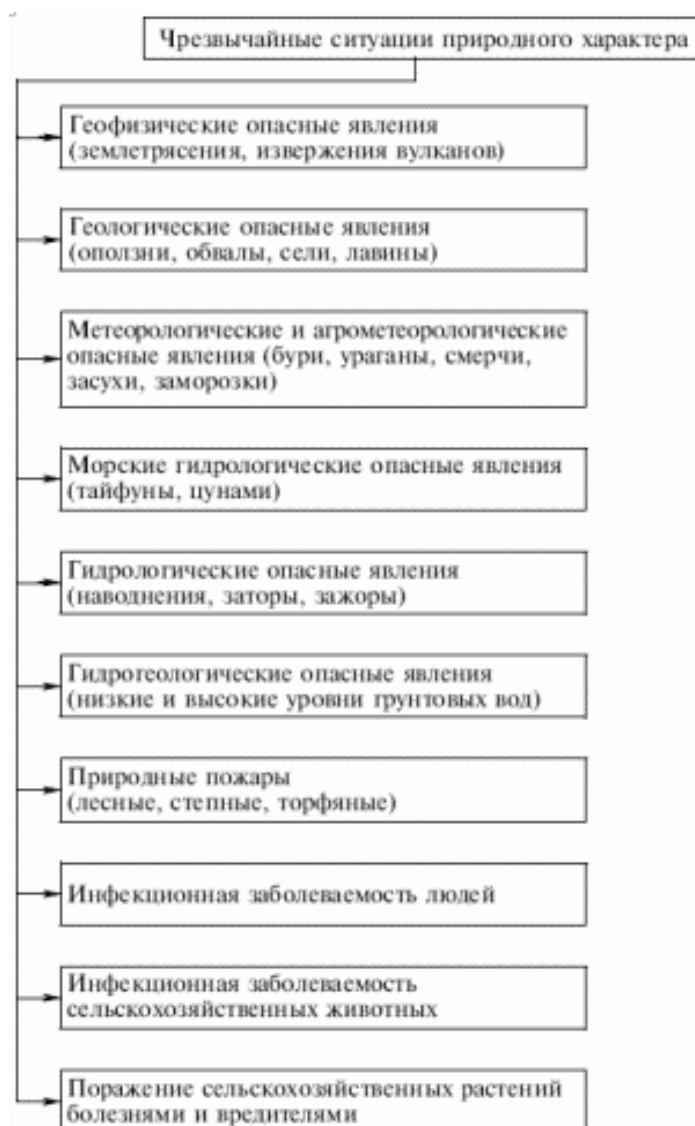 Чрезвычайные ситуации природного характера
Геофизические опасные явления
(землетрясения, извержения вулканов)
Геологические опасные явления
(оползни, обвалы, сели, лавины)
Метеорологические и агрометеорологические
опасные явления (бури, ураганы, смерчи,
засухи, заморозки)
Морские гидрологические опасные явления
(тайфуны, цунами)
Гидрологические опасные явления
(наводнения, заторы, зажоры)
Гидрогеологические опасные явления
(низкие и высокие уровни грунтовых вод)
Природные пожары
(лесные, степные, торфяные)
Инфекционная заболеваемость людей
Инфекционная заболеваемость
сельскохозяйственных животных
Поражение сельскохозяйственных растений
болезнями и вредителями